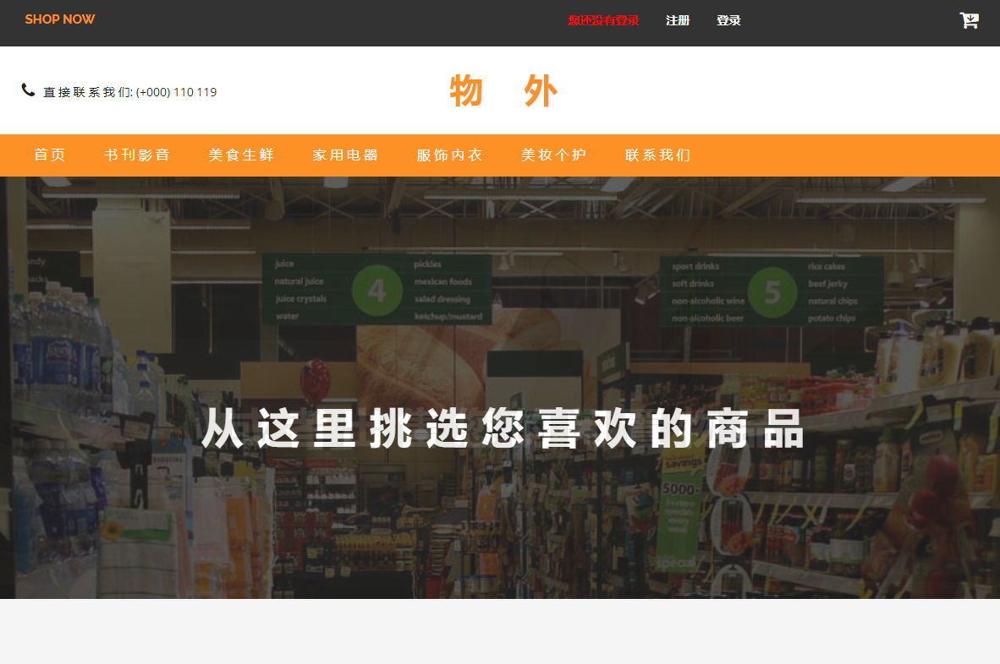 SHOP NOW 您还没有登录 注册 登录
直接联系我们: (+000) 110 119
物 外
首页 书刊影音 美食生鲜 家用电器 服饰内衣 美妆个护 联系我们
juice
natural juice
juice crystals
water
4
pickles
mexican foods
salad dressing
ketchup/mustard
sport drinks
soft drinks
non-alcoholic wine
non-alcoholic beer
5
rice cakes
beef jerky
natural chips
potato chips
从这里挑选您喜欢的商品
savings
5000
special